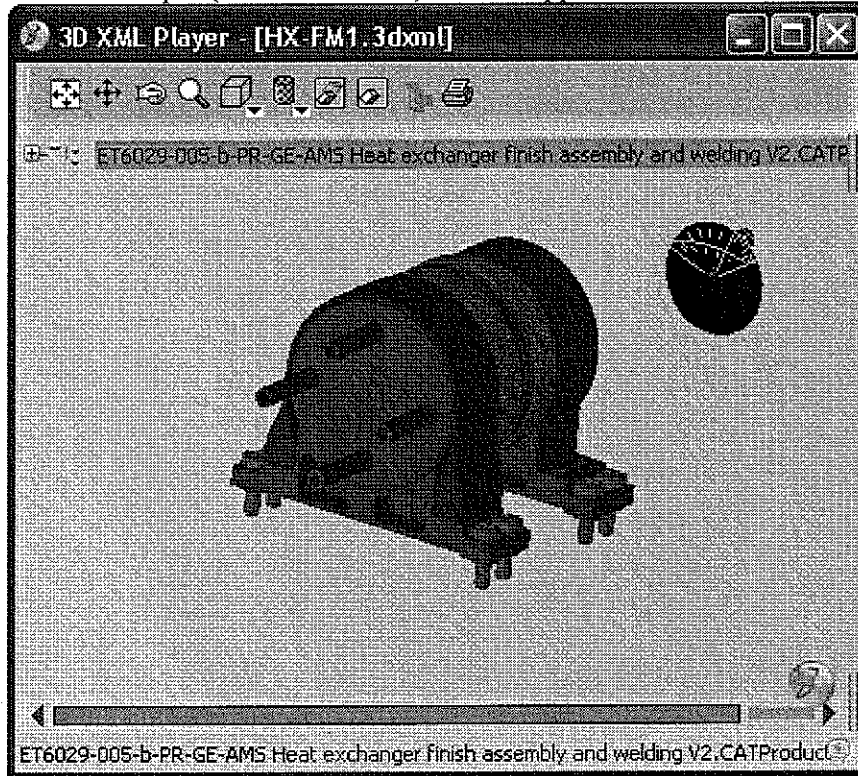 3D XML Player - [HX-FM1.3dxml]
ET6029-005-b-PR-GE-AMS Heat exchanger finish assembly and welding V2.CATP
ET6029-005-b-PR-GE-AMS Heat exchanger finish assembly and welding V2.CATProduct